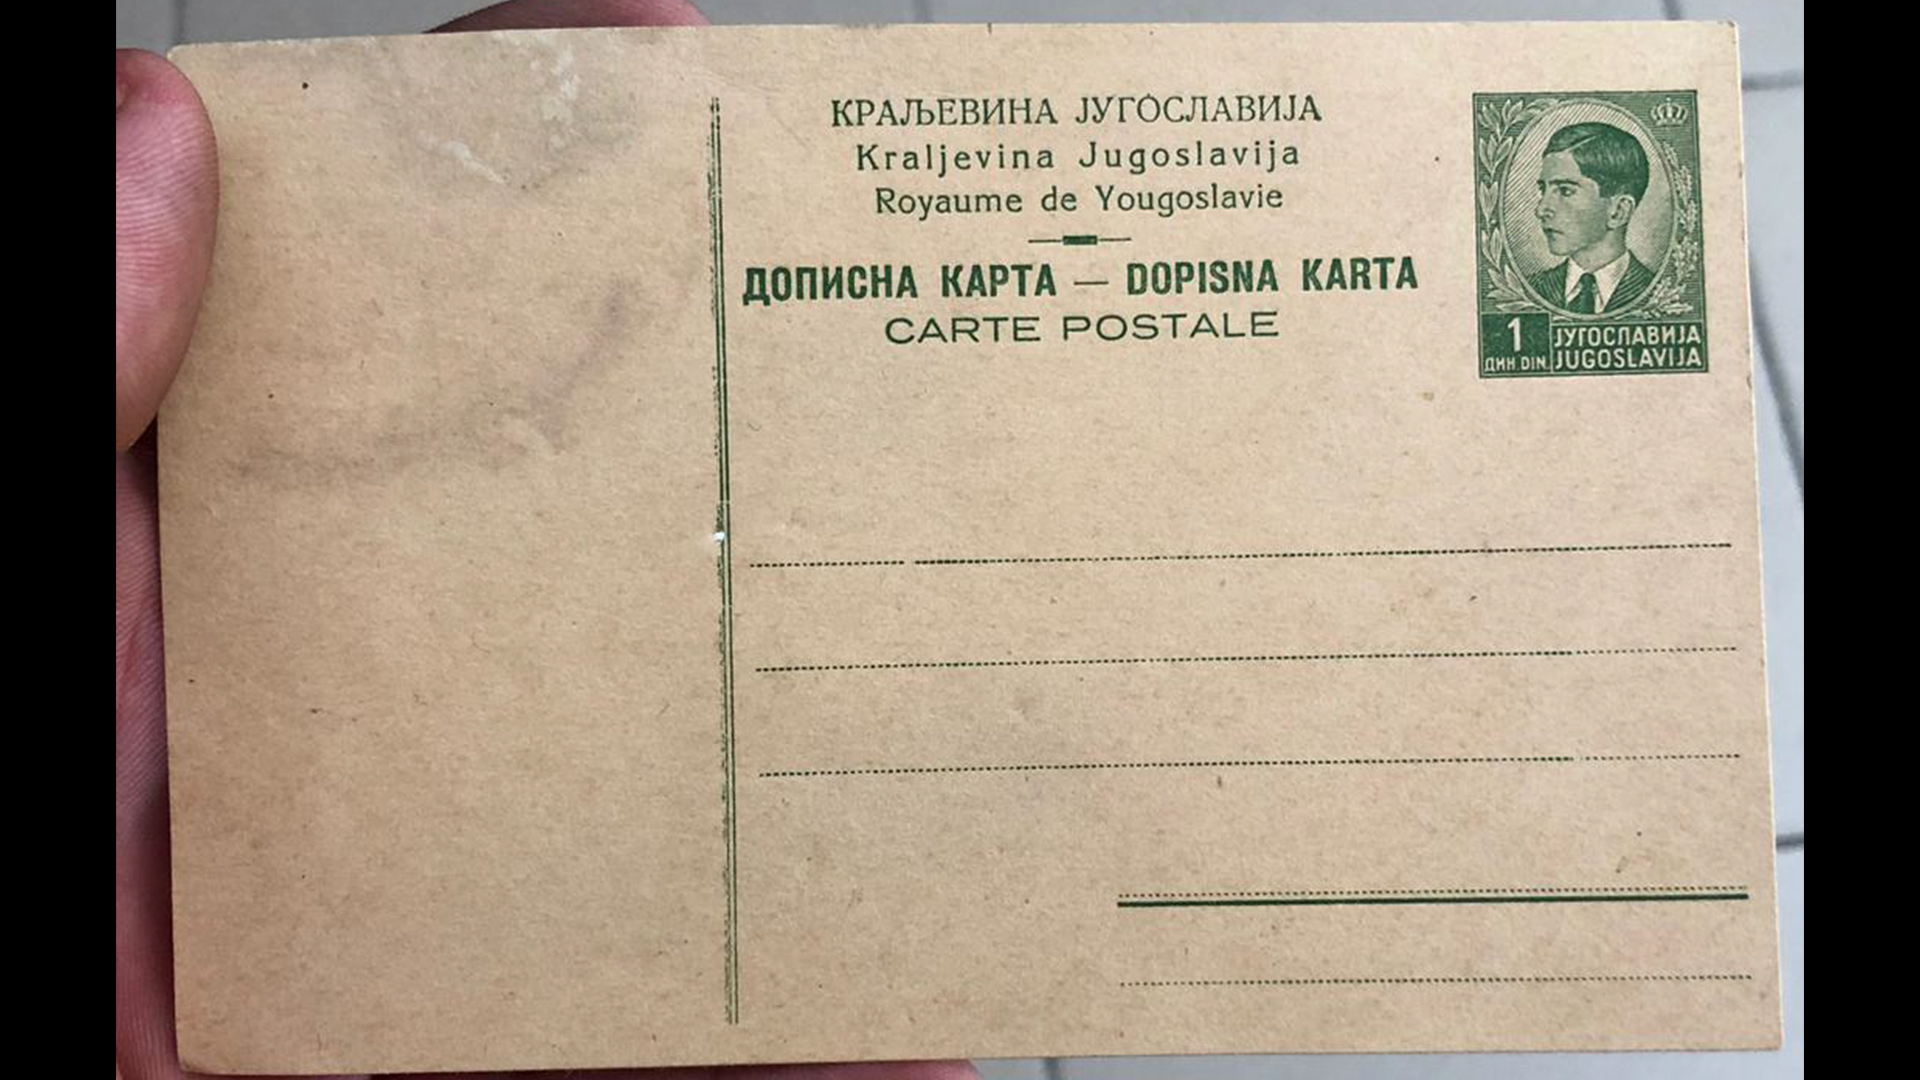 КРАЉЕВИНА ЈУГОСЛАВИЈА
Kraljevina Jugoslavija
Royaume de Yougoslavie
ДОПИСНА КАРТА — DOPISNA KARTA
CARTE POSTALE
1
ДИН. DIN.
ЈУГОСЛАВИЈА
JUGOSLAVIJA